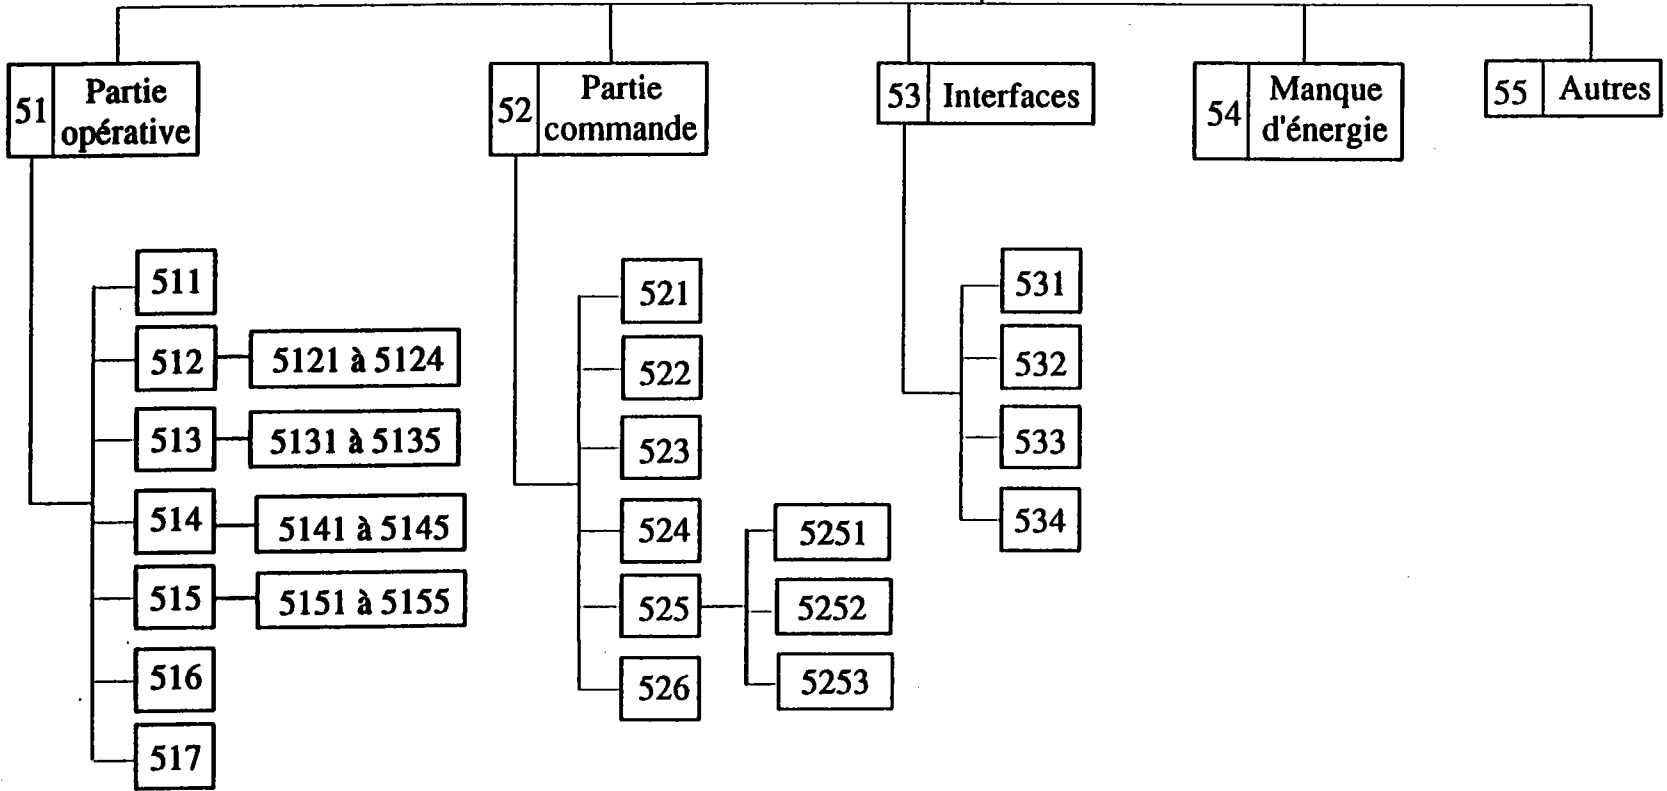 51
Partie
opérative
52
Partie
commande
53
Interfaces
54
Manque
d'énergie
55
Autres
511
512
5121 à 5124
513
5131 à 5135
514
5141 à 5145
515
5151 à 5155
516
517
521
522
523
524
525
5251
5252
5253
526
531
532
533
534